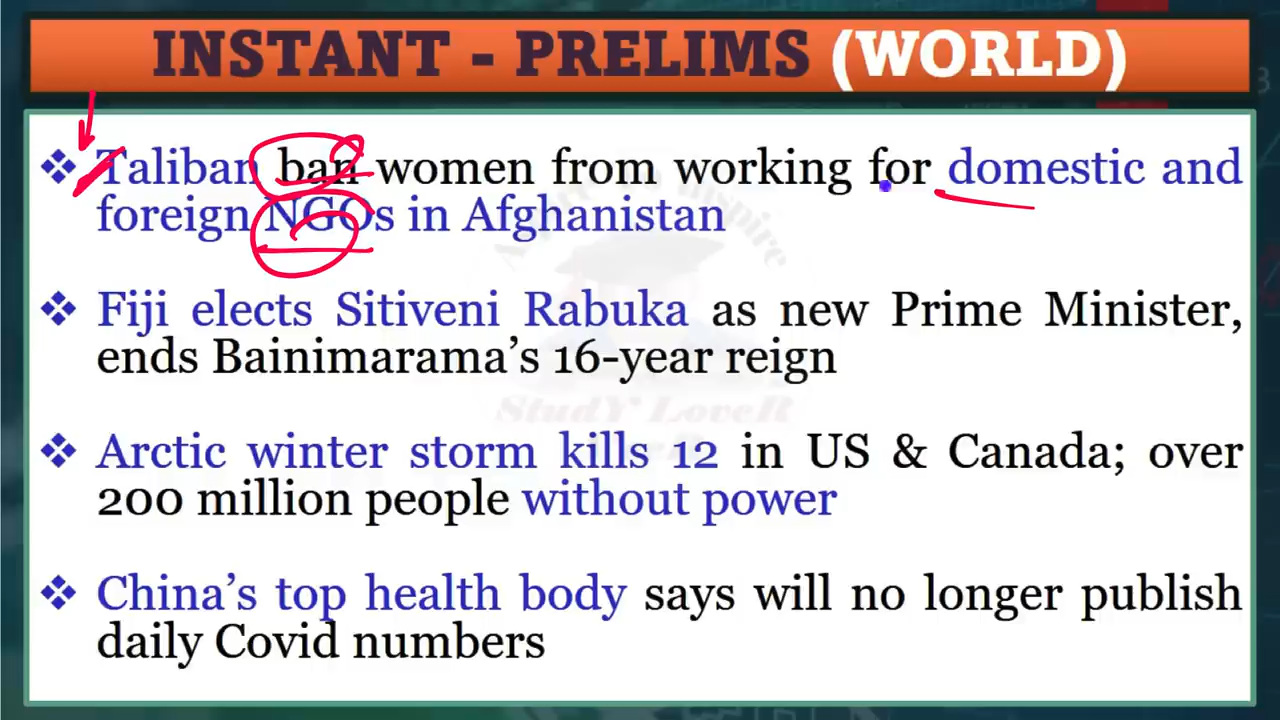 INSTANT - PRELIMS (WORLD)
Taliban ban women from working for domestic and
foreign NGOs in Afghanistan
Fiji elects Sitiveni Rabuka as new Prime Minister,
ends Bainimarama’s 16-year reign
Arctic winter storm kills 12 in US & Canada; over
200 million people without power
China’s top health body says will no longer publish
daily Covid numbers
StudY LoveR